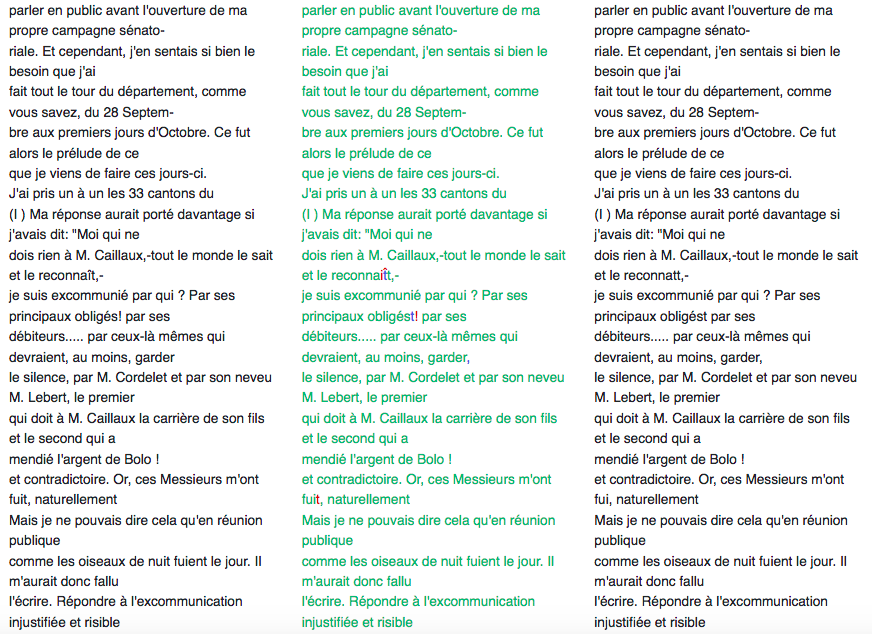 parler en public avant l'ouverture de ma
propre campagne sénato-
riale. Et cependant, j'en sentais si bien le
besoin que j'ai
fait tout le tour du département, comme
vous savez, du 28 Septem-
bre aux premiers jours d'Octobre. Ce fut
alors le prélude de ce
que je viens de faire ces jours-ci.
J'ai pris un à un les 33 cantons du
(I ) Ma réponse aurait porté davantage si
j'avais dit: "Moi qui ne
dois rien à M. Caillaux,-tout le monde le sait
et le reconnaît,-
je suis excommunié par qui ? Par ses
principaux obligés! par ses
débiteurs..... par ceux-là mêmes qui
devraient, au moins, garder
le silence, par M. Cordelet et par son neveu
M. Lebert, le premier
qui doit à M. Caillaux la carrière de son fils
et le second qui a
mendié l'argent de Bolo !
et contradictoire. Or, ces Messieurs m'ont
fuit, naturellement
Mais je ne pouvais dire cela qu'en réunion
publique
comme les oiseaux de nuit fuient le jour. Il
m'aurait donc fallu
l'écrire. Répondre à l'excommunication
injustifiée et risible
parler en public avant l'ouverture de ma
propre campagne sénato-
riale. Et cependant, j'en sentais si bien le
besoin que j'ai
fait tout le tour du département, comme
vous savez, du 28 Septem-
bre aux premiers jours d'Octobre. Ce fut
alors le prélude de ce
que je viens de faire ces jours-ci.
J'ai pris un à un les 33 cantons du
(I ) Ma réponse aurait porté davantage si
j'avais dit: "Moi qui ne
dois rien à M. Caillaux,-tout le monde le sait
et le reconnaîtt,-
je suis excommunié par qui ? Par ses
principaux obligést! par ses
débiteurs..... par ceux-là mêmes qui
devraient, au moins, garder,
le silence, par M. Cordelet et par son neveu
M. Lebert, le premier
qui doit à M. Caillaux la carrière de son fils
et le second qui a
mendié l'argent de Bolo !
et contradictoire. Or, ces Messieurs m'ont
fuit, naturellement
Mais je ne pouvais dire cela qu'en réunion
publique
comme les oiseaux de nuit fuient le jour. Il
m'aurait donc fallu
l'écrire. Répondre à l'excommunication
injustifiée et risible
parler en public avant l'ouverture de ma
propre campagne sénato-
riale. Et cependant, j'en sentais si bien le
besoin que j'ai
fait tout le tour du département, comme
vous savez, du 28 Septem-
bre aux premiers jours d'Octobre. Ce fut
alors le prélude de ce
que je viens de faire ces jours-ci.
J'ai pris un à un les 33 cantons du
(I ) Ma réponse aurait porté davantage si
j'avais dit: "Moi qui ne
dois rien à M. Caillaux,-tout le monde le sait
et le reconnatt,-
je suis excommunié par qui ? Par ses
principaux obligést par ses
débiteurs..... par ceux-là mêmes qui
devraient, au moins, garder,
le silence, par M. Cordelet et par son neveu
M. Lebert, le premier
qui doit à M. Caillaux la carrière de son fils
et le second qui a
mendié l'argent de Bolo !
et contradictoire. Or, ces Messieurs m'ont
fui, naturellement
Mais je ne pouvais dire cela qu'en réunion
publique
comme les oiseaux de nuit fuient le jour. Il
m'aurait donc fallu
l'écrire. Répondre à l'excommunication
injustifiée et risible